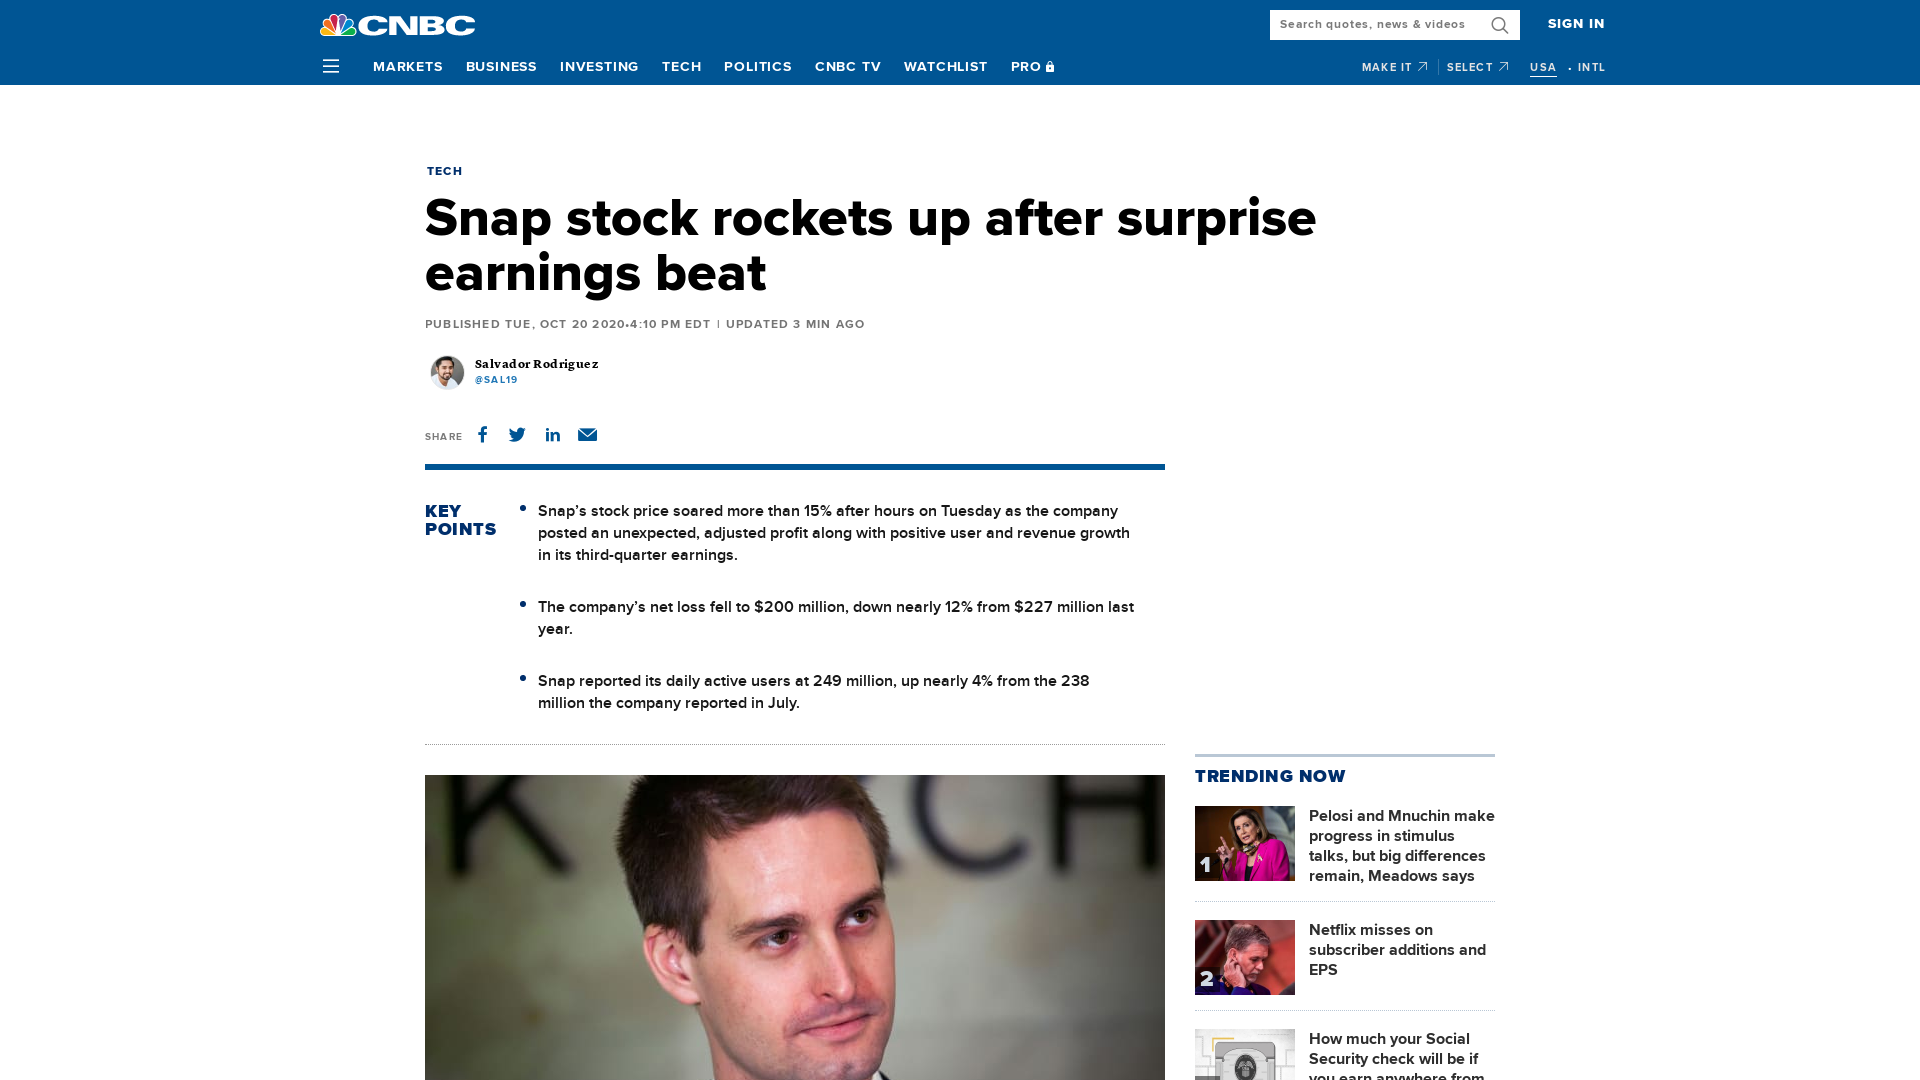 CNBC
Search quotes, news & videos
SIGN IN
MARKETS BUSINESS INVESTING TECH POLITICS CNBC TV WATCHLIST PRO
MAKE IT SELECT USA • INTL
TECH
Snap stock rockets up after surprise
earnings beat
PUBLISHED TUE, OCT 20 2020•4:10 PM EDT | UPDATED 3 MIN AGO
Salvador Rodriguez
@SAL19
SHARE
KEY
POINTS
Snap’s stock price soared more than 15% after hours on Tuesday as the company
posted an unexpected, adjusted profit along with positive user and revenue growth
in its third-quarter earnings.
The company’s net loss fell to $200 million, down nearly 12% from $227 million last
year.
Snap reported its daily active users at 249 million, up nearly 4% from the 238
million the company reported in July.
TRENDING NOW
1
Pelosi and Mnuchin make
progress in stimulus
talks, but big differences
remain, Meadows says
2
Netflix misses on
subscriber additions and
EPS
How much your Social
Security check will be if
you earn anywhere from